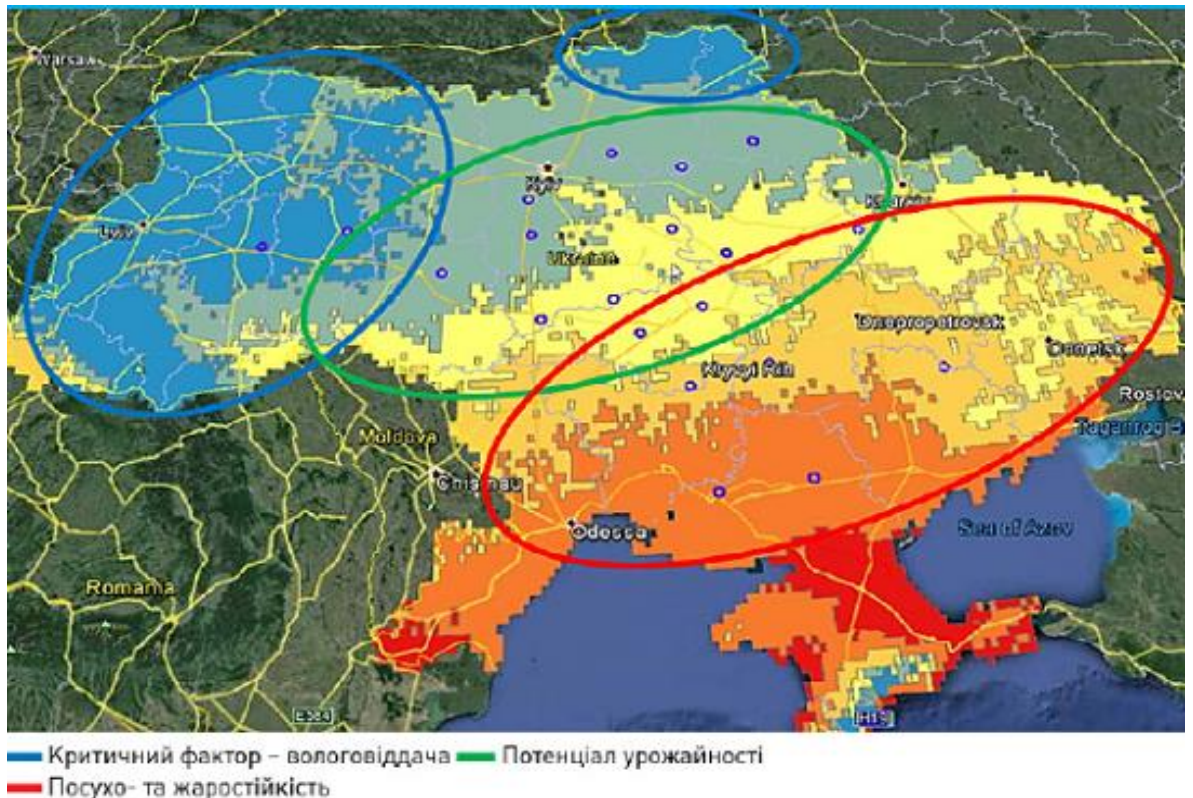 Warsaw
Kyiv
Lviv
Ukraine
Dnepropetrovsk
Donetsk
Kryvyi Rih
Rostov
Moldova
Chisinau
Odessa
Sea of Azov
Romania
Критичний фактор – вологовіддача Потенціал урожайності
Посухо- та жаростійкість